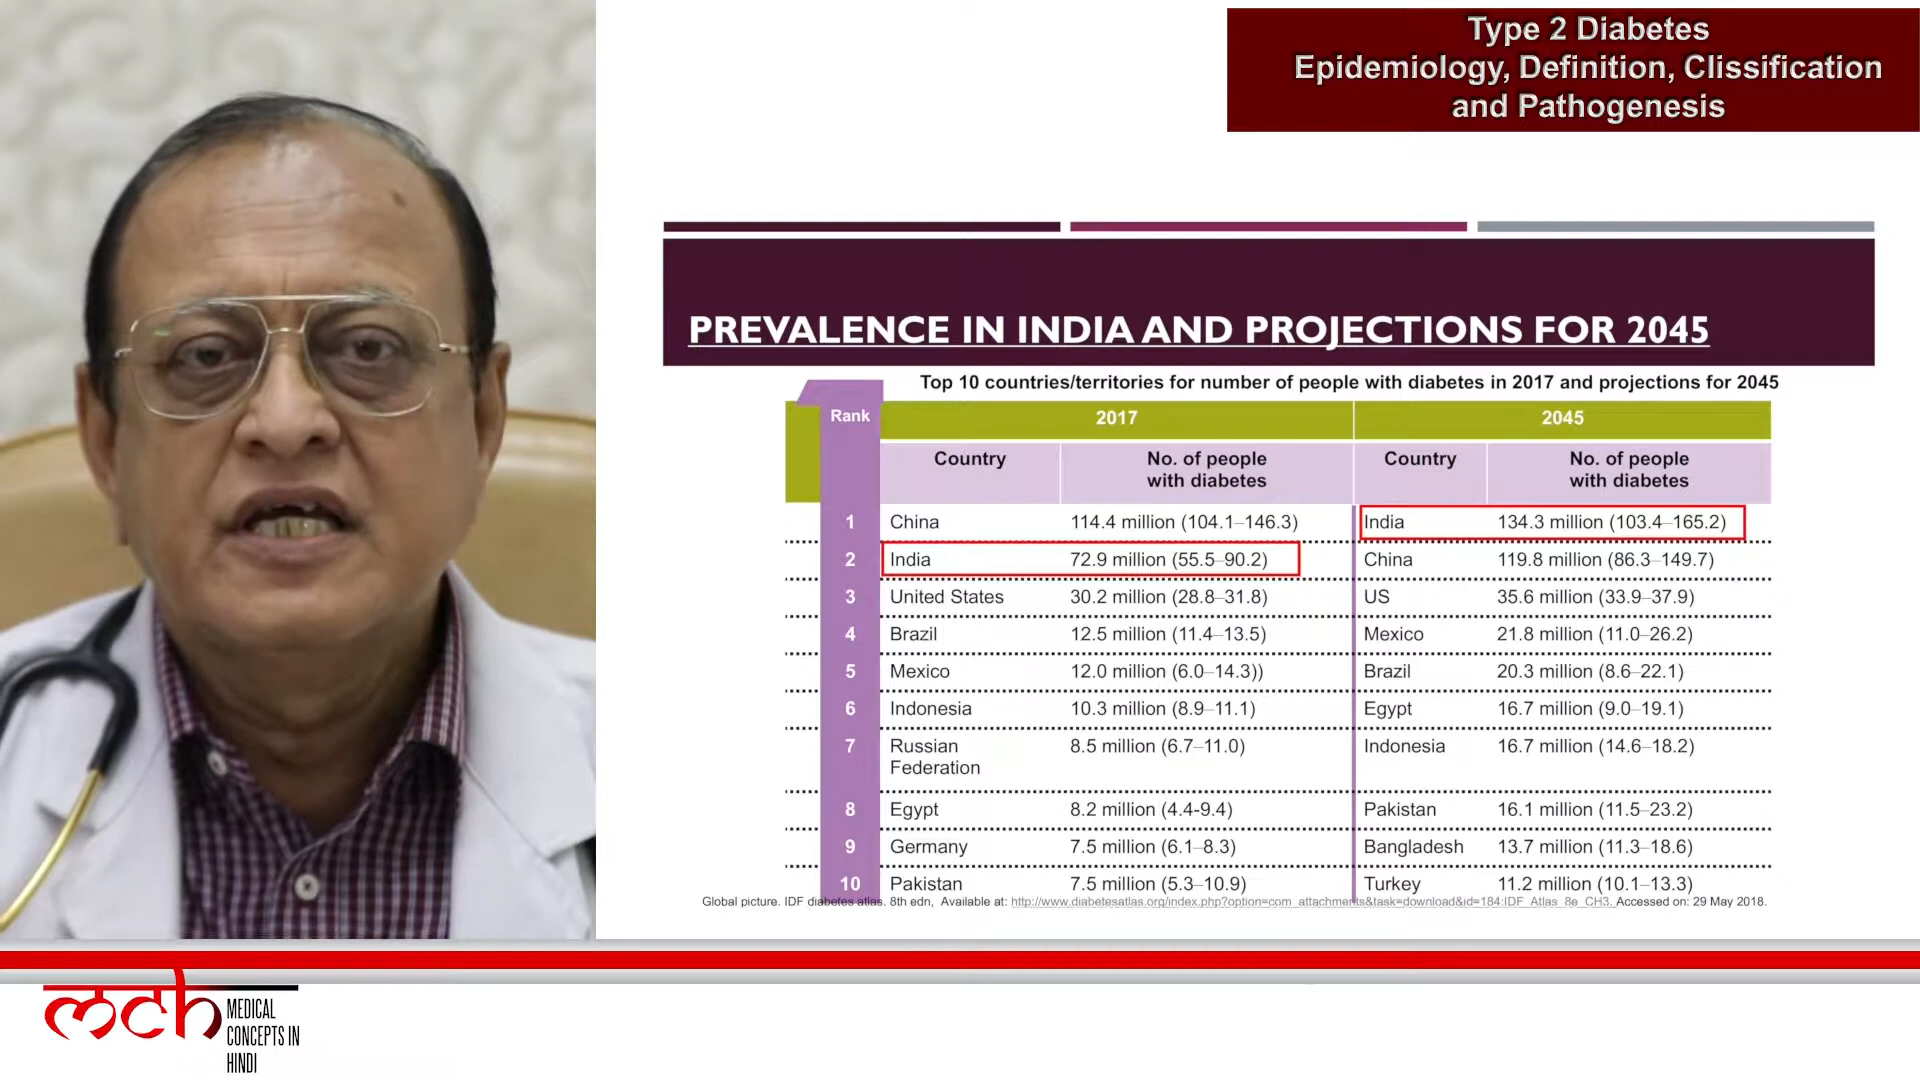 Type 2 Diabetes
Epidemiology, Definition, Clissification
and Pathogenesis
PREVALENCE IN INDIA AND PROJECTIONS FOR 2045
Top 10 countries/territories for number of people with diabetes in 2017 and projections for 2045
Rank 2017 2045
Country No. of people with diabetes Country No. of people with diabetes
1 China 114.4 million (104.1–146.3) India 134.3 million (103.4–165.2)
2 India 72.9 million (55.5–90.2) China 119.8 million (86.3–149.7)
3 United States 30.2 million (28.8–31.8) US 35.6 million (33.9–37.9)
4 Brazil 12.5 million (11.4–13.5) Mexico 21.8 million (11.0–26.2)
5 Mexico 12.0 million (6.0–14.3)) Brazil 20.3 million (8.6–22.1)
6 Indonesia 10.3 million (8.9–11.1) Egypt 16.7 million (9.0–19.1)
7 Russian Federation 8.5 million (6.7–11.0) Indonesia 16.7 million (14.6–18.2)
8 Egypt 8.2 million (4.4-9.4) Pakistan 16.1 million (11.5–23.2)
9 Germany 7.5 million (6.1–8.3) Bangladesh 13.7 million (11.3–18.6)
10 Pakistan 7.5 million (5.3–10.9) Turkey 11.2 million (10.1–13.3)
Global picture. IDF diabetes atlas. 8th edn, Available at: http://www.diabetesatlas.org/index.php?option=com_attachments&task=download&id=184:IDF_Atlas_8e_CH3. Accessed on: 29 May 2018.
mch
MEDICAL
CONCEPTS IN
HINDI